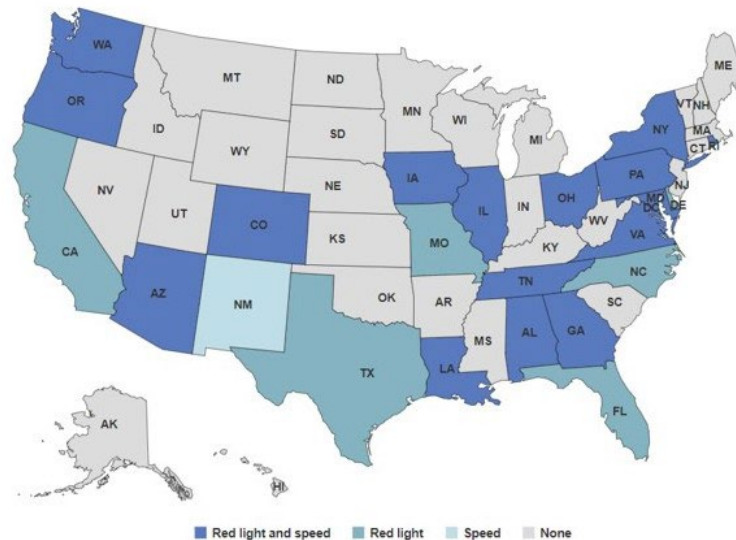 WA
MT
ND
ME
OR
MN
VT
NH
ID
SD
WI
NY
MA
WY
MI
CT
RI
IA
PA
NE
NJ
NV
IL
IN
OH
MD
DE
UT
DC
CO
WV
CA
KS
MO
VA
KY
NC
TN
AZ
OK
NM
AR
SC
MS
AL
GA
TX
LA
FL
AK
HI
Red light and speed
Red light
Speed
None